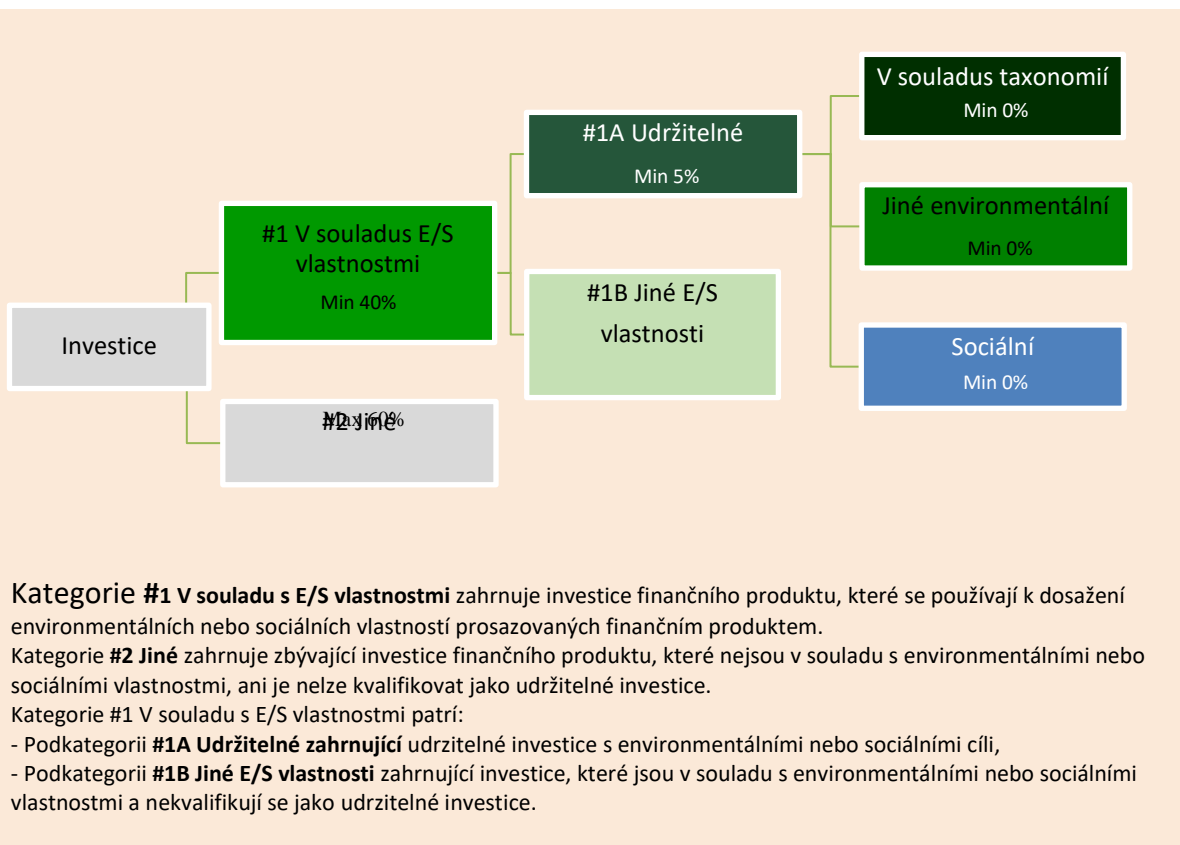 V souladus taxonomií
Min 0%
#1A Udržitelné
Min 5%
Jiné environmentální
Min 0%
#1 V souladus E/S
vlastnostmi
Min 40%
#1B Jiné E/S
vlastnosti
Investice
Sociální
Min 0%
#2 Jiné
Max 60%
Kategorie #1 V souladu s E/S vlastnostmi zahrnuje investice finančního produktu, které se používají k dosažení
environmentálních nebo sociálních vlastností prosazovaných finančním produktem.
Kategorie #2 Jiné zahrnuje zbývající investice finančního produktu, které nejsou v souladu s environmentálními nebo
sociálními vlastnostmi, ani je nelze kvalifikovat jako udržitelné investice.
Kategorie #1 V souladu s E/S vlastnostmi patrí:
- Podkategorii #1A Udržitelné zahrnující udrzitelné investice s environmentálními nebo sociálními cíli,
- Podkategorii #1B Jiné E/S vlastnosti zahrnující investice, které jsou v souladu s environmentálními nebo sociálními
vlastnostmi a nekvalifikují se jako udrzitelné investice.